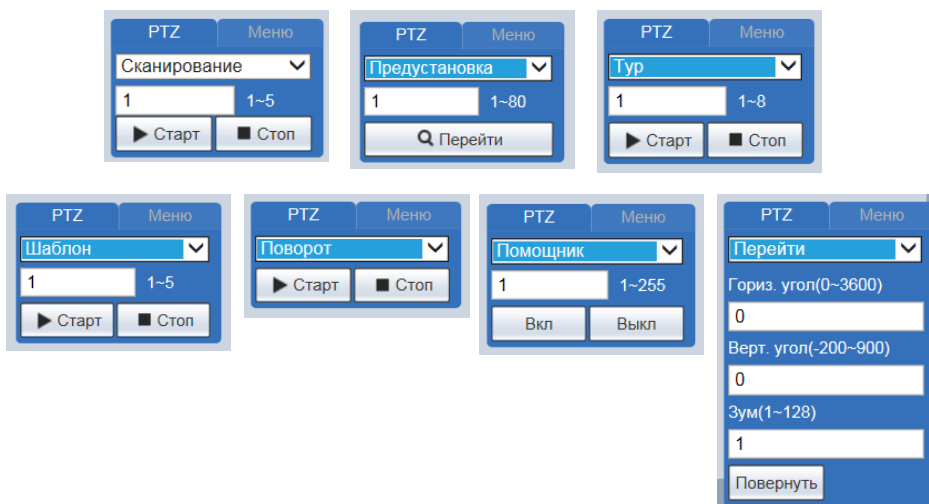 PTZ Меню
Сканирование
1 1~5
Старт Стоп
PTZ Меню
Предустановка
1 1~80
Перейти
PTZ Меню
Тур
1 1~8
Старт Стоп
PTZ Меню
Шаблон
1 1~5
Старт Стоп
PTZ Меню
Поворот
Старт Стоп
PTZ Меню
Помощник
1 1~255
Вкл Выкл
PTZ Меню
Перейти
Гориз. угол(0~3600)
0
Верт. угол(-200~900)
0
Зум(1~128)
1
Повернуть